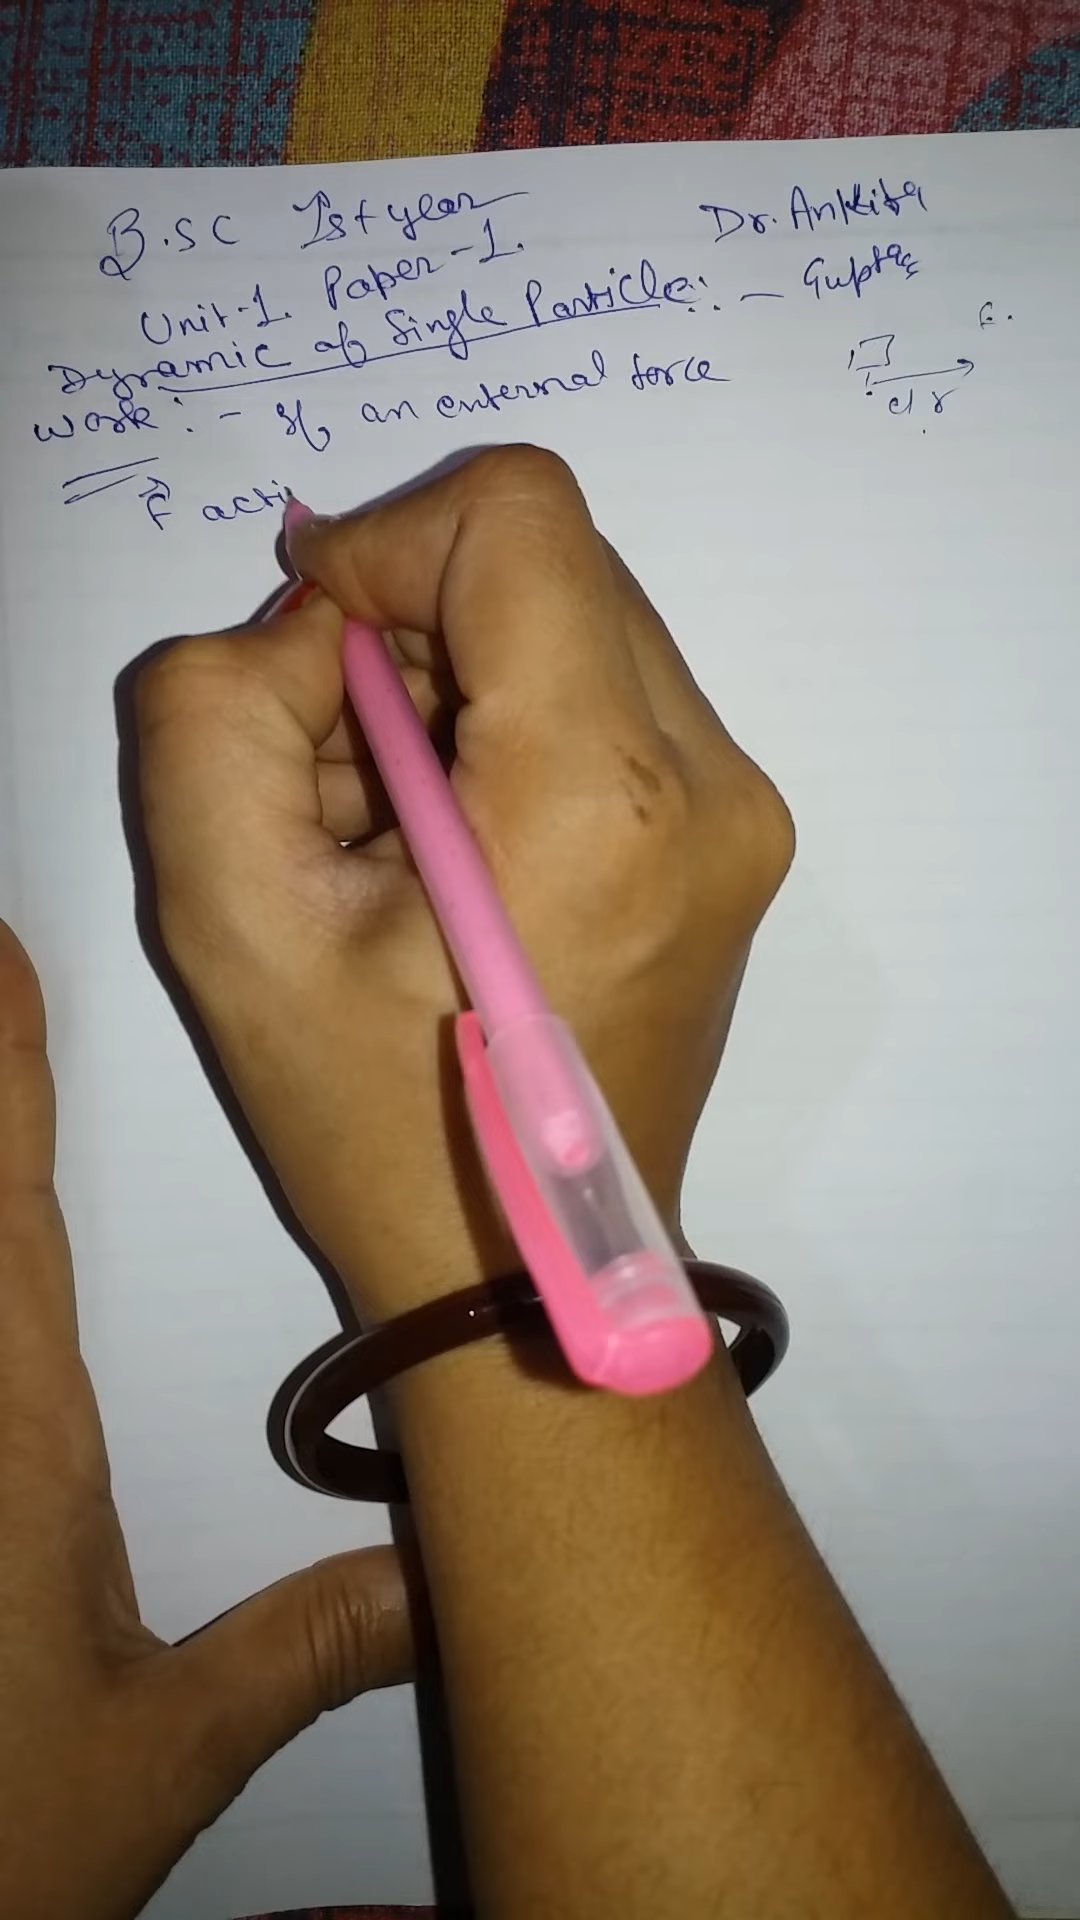 B.sc Ist year
Dr. Ankita
Unit-1. Paper-1.
Gupta
Dynamic of Single Particle: -
F.
work: - If an external force
dr
F⃗ acti